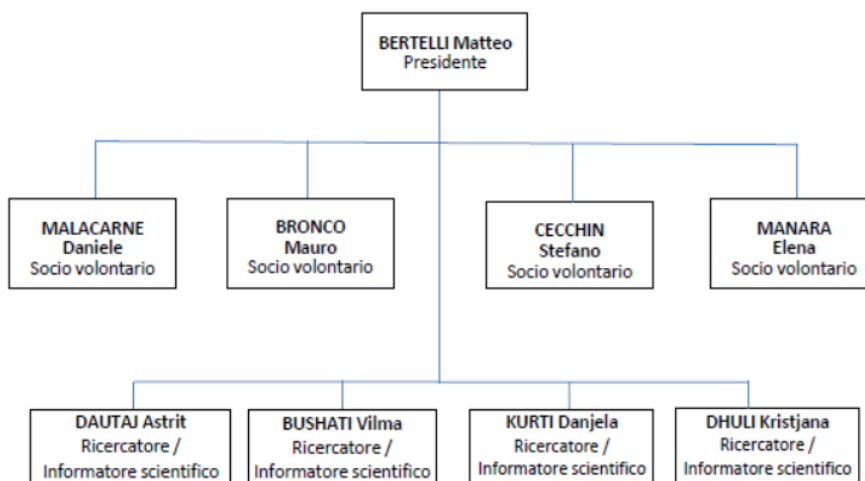 BERTELLI Matteo
Presidente
MALACARNE
Daniele
Socio volontario
BRONCO
Mauro
Socio volontario
CECCHIN
Stefano
Socio volontario
MANARA
Elena
Socio volontario
DAUTAJ Astrit
Ricercatore /
Informatore scientifico
BUSHATI Vilma
Ricercatore /
Informatore scientifico
KURTI Danjela
Ricercatore /
Informatore scientifico
DHULI Kristjana
Ricercatore /
Informatore scientifico